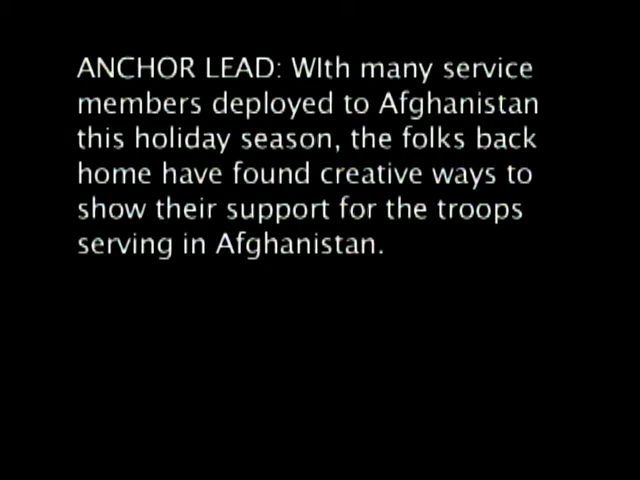 ANCHOR LEAD: WIth many service
members deployed to Afghanistan
this holiday season, the folks back
home have found creative ways to
show their support for the troops
serving in Afghanistan.